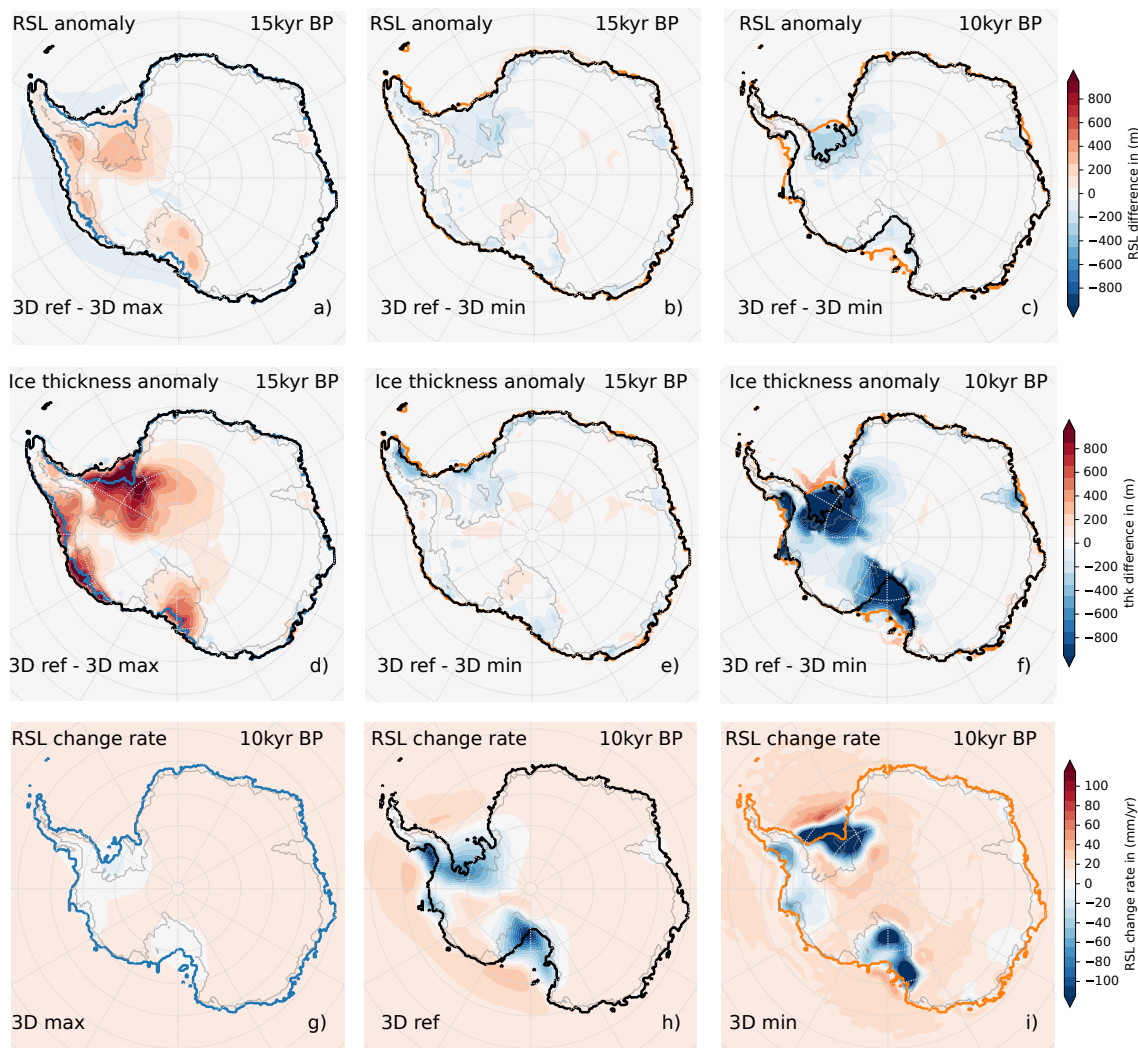 RSL anomaly 15kyr BP
3D ref - 3D max a)
RSL anomaly 15kyr BP
3D ref - 3D min b)
RSL anomaly 10kyr BP
3D ref - 3D min c)
800
600
400
200
0
−200
−400
−600
−800
RSL difference in (m)
Ice thickness anomaly 15kyr BP
3D ref - 3D max d)
Ice thickness anomaly 15kyr BP
3D ref - 3D min e)
Ice thickness anomaly 10kyr BP
3D ref - 3D min f)
800
600
400
200
0
−200
−400
−600
−800
thk difference in (m)
RSL change rate 10kyr BP
3D max g)
RSL change rate 10kyr BP
3D ref h)
RSL change rate 10kyr BP
3D min i)
100
80
60
40
20
0
−20
−40
−60
−80
−100
RSL change rate in (mm/yr)